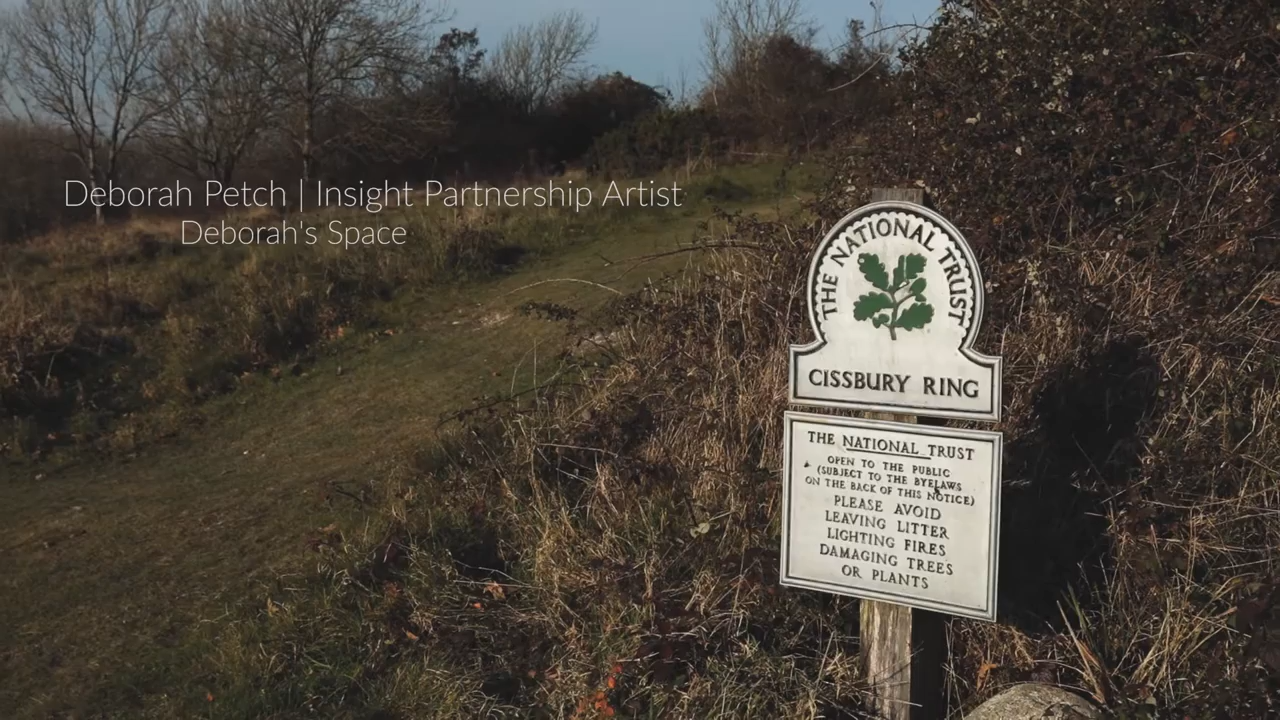 Deborah Petch | Insight Partnership Artist
Deborah's Space
THE NATIONAL TRUST
CISSBURY RING
THE NATIONAL TRUST
OPEN TO THE PUBLIC
(SUBJECT TO THE BYELAWS
ON THE BACK OF THIS NOTICE)
PLEASE AVOID
LEAVING LITTER
LIGHTING FIRES
DAMAGING TREES
OR PLANTS